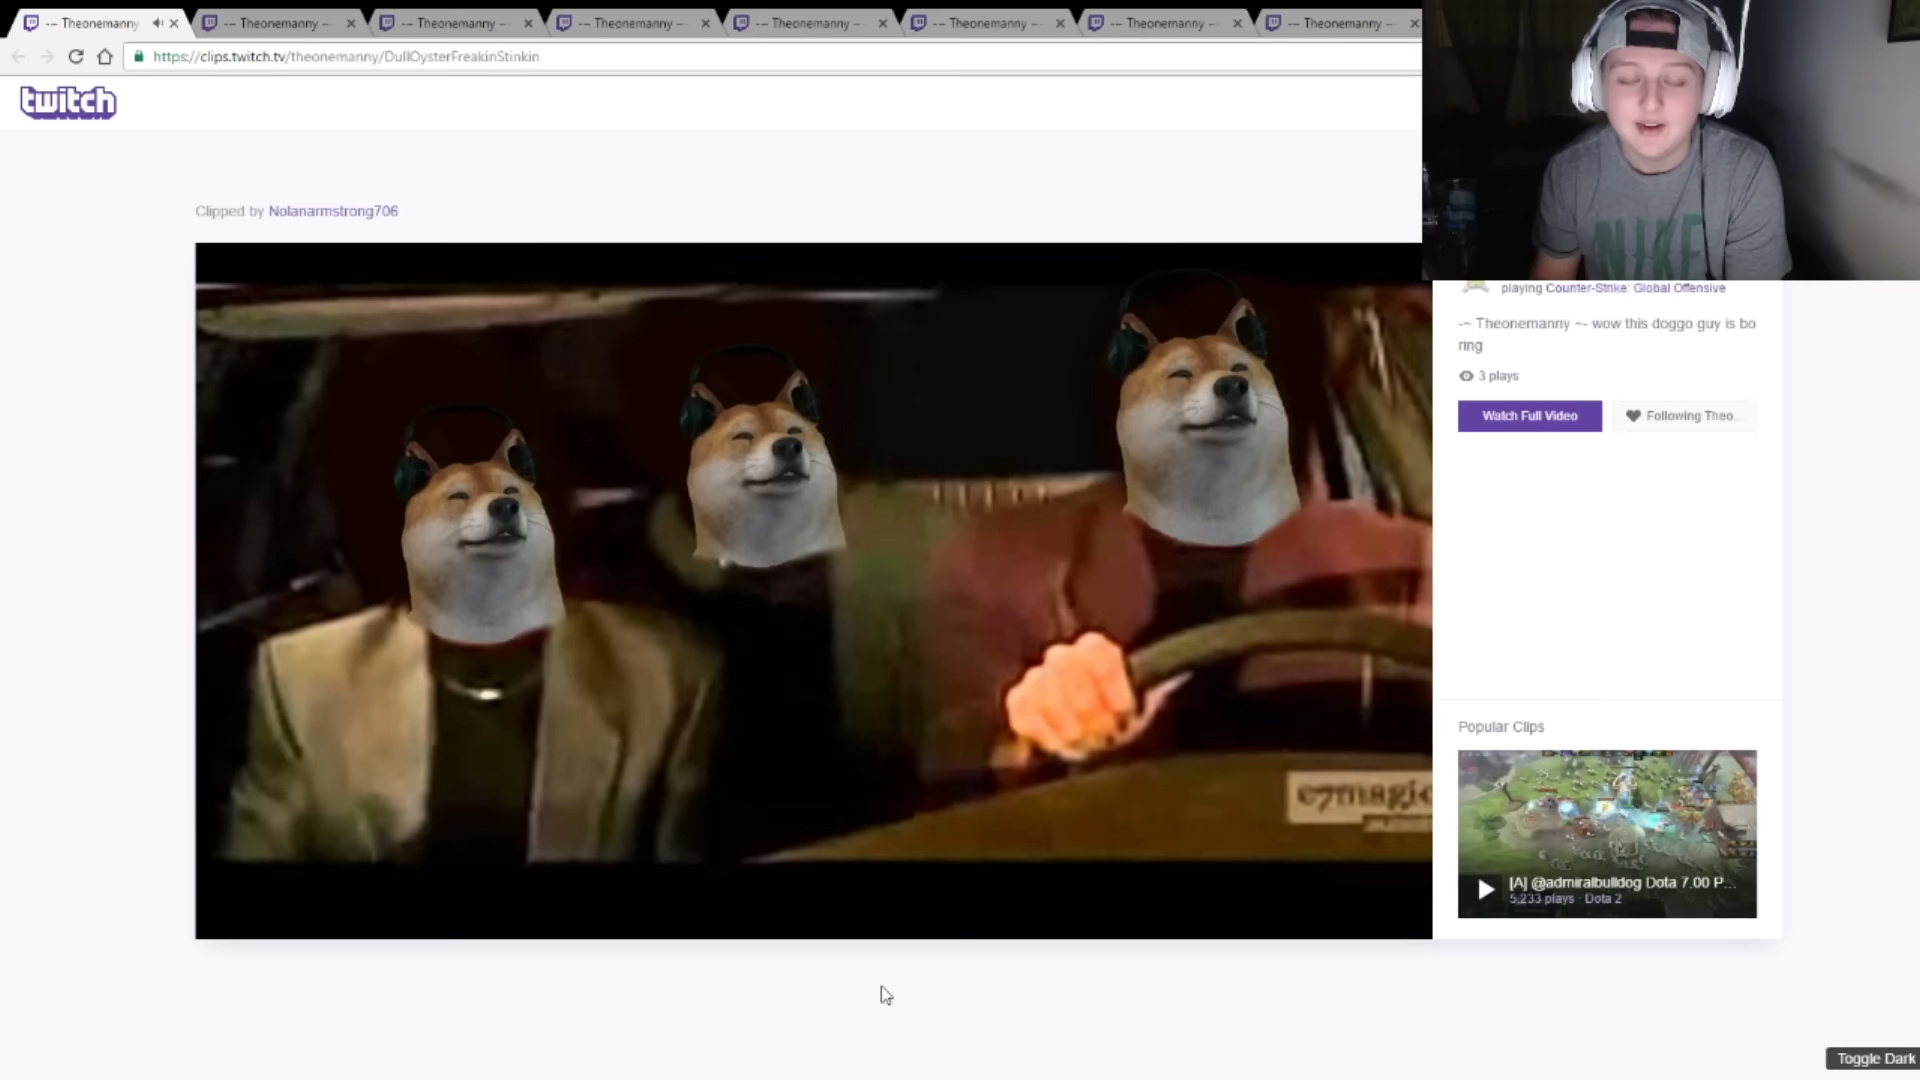 -- Theonemanny
-- Theonemanny --
-- Theonemanny --
-- Theonemanny --
-- Theonemanny --
-- Theonemanny --
-- Theonemanny --
-- Theonemanny --
https://clips.twitch.tv/theonemanny/DullOysterFreakinStinkin
twitch
Clipped by Nolanarmstrong706
NIKE
playing Counter-Strike: Global Offensive
-~ Theonemanny ~- wow this doggo guy is bo
ring
3 plays
Watch Full Video
Following Theo...
e7magic
Popular Clips
[A] @admiralbulldog Dota 7.00 P...
5,233 plays · Dota 2
Toggle Dark